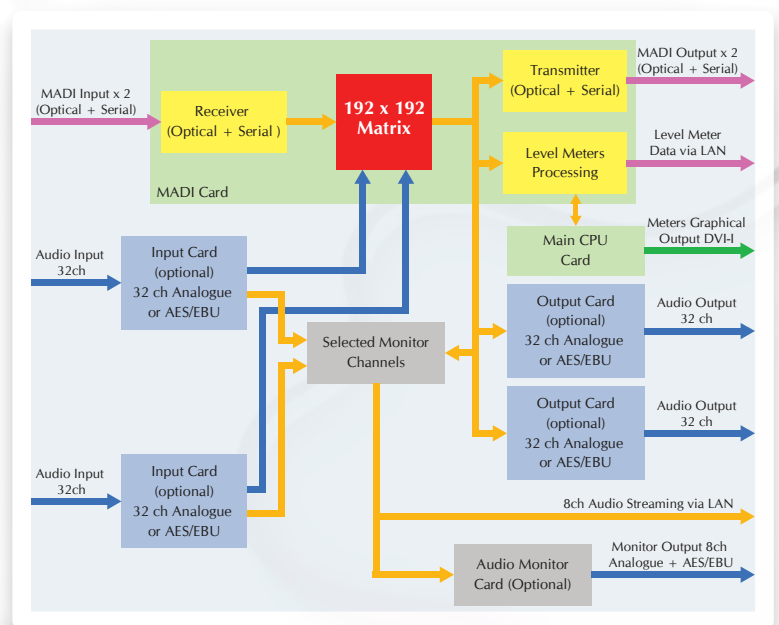 MADI Input x 2
(Optical + Serial)
Receiver
(Optical + Serial )
192 x 192
Matrix
Transmitter
(Optical + Serial)
MADI Output x 2
(Optical + Serial)
Level Meters
Processing
Level Meter
Data via LAN
MADI Card
Main CPU
Card
Meters Graphical
Output DVI-I
Audio Input
32ch
Input Card
(optional)
32 ch Analogue
or AES/EBU
Selected Monitor
Channels
Output Card
(optional)
32 ch Analogue
or AES/EBU
Audio Output
32 ch
Output Card
(optional)
32 ch Analogue
or AES/EBU
Audio Output
32 ch
Audio Input
32ch
Input Card
(optional)
32 ch Analogue
or AES/EBU
8ch Audio Streaming via LAN
Audio Monitor
Card (Optional)
Monitor Output 8ch
Analogue + AES/EBU